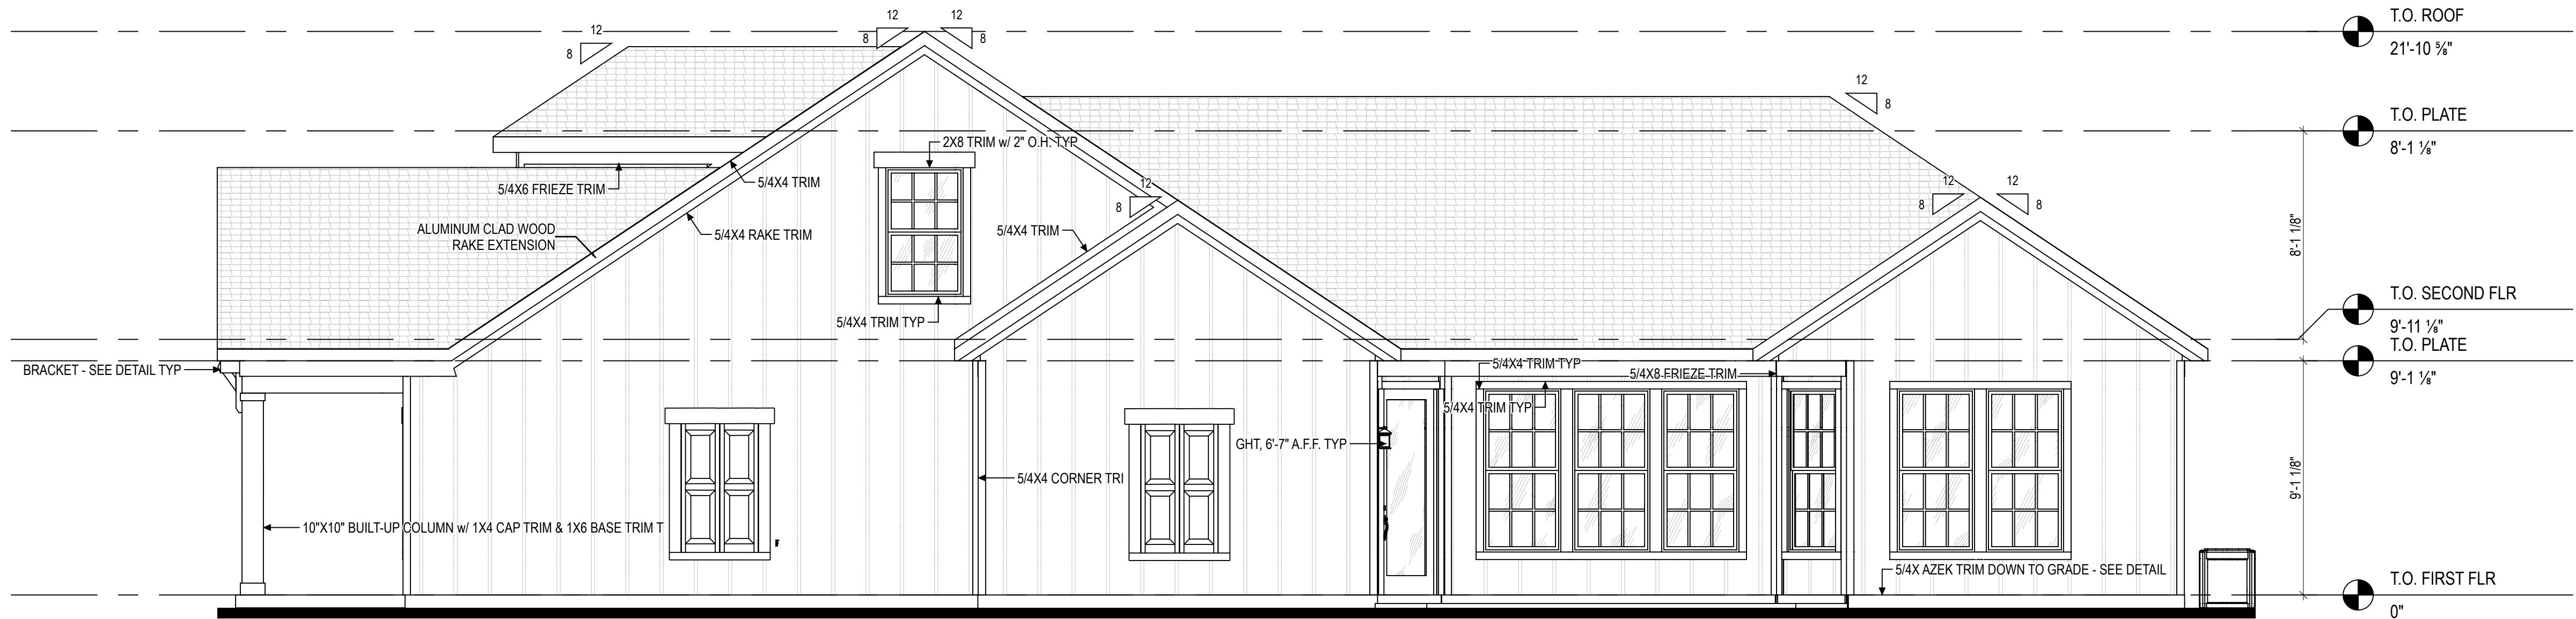 12
8
12
8
12
8
T.O. ROOF
21'-10 ⅝"
12
8
T.O. PLATE
8'-1 ⅛"
2X8 TRIM w/ 2" O.H. TYP
5/4X6 FRIEZE TRIM
5/4X4 TRIM
12
8
12
8
12
8
ALUMINUM CLAD WOOD
RAKE EXTENSION
5/4X4 RAKE TRIM
5/4X4 TRIM
8'-1 1/8"
5/4X4 TRIM TYP
T.O. SECOND FLR
9'-11 ⅛"
T.O. PLATE
9'-1 ⅛"
BRACKET - SEE DETAIL TYP
5/4X4 TRIM TYP
5/4X8 FRIEZE TRIM
5/4X4 TRIM TYP
GHT, 6'-7" A.F.F. TYP
5/4X4 CORNER TRI
9'-1 1/8"
10"X10" BUILT-UP COLUMN w/ 1X4 CAP TRIM & 1X6 BASE TRIM T
5/4X AZEK TRIM DOWN TO GRADE - SEE DETAIL
T.O. FIRST FLR
0"